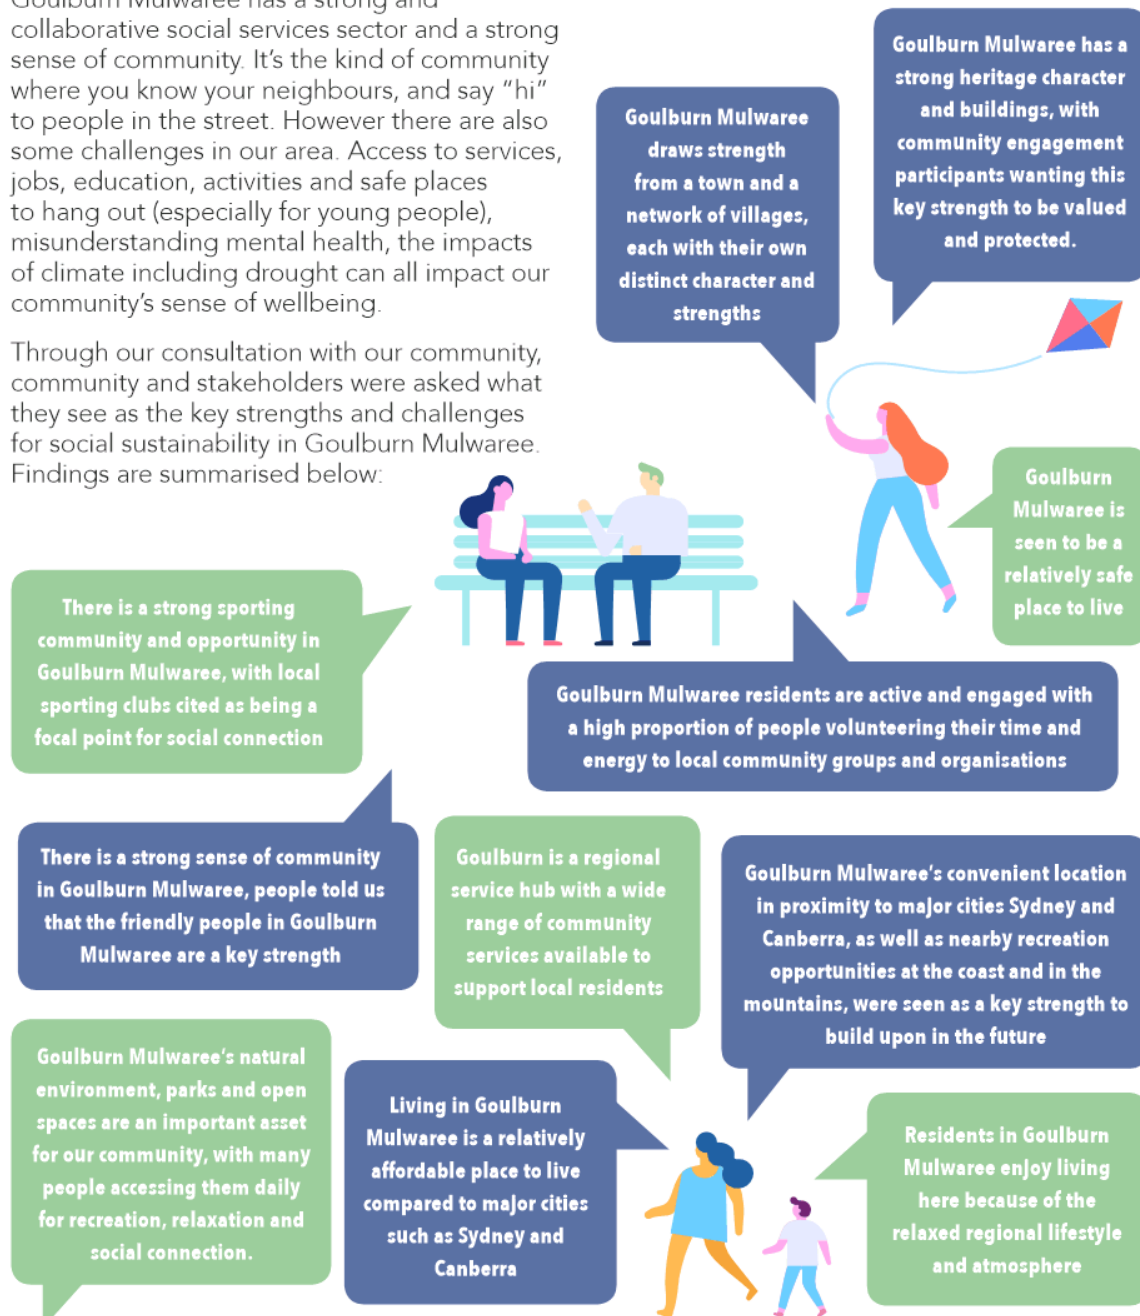 Goulburn Mulwaree has a strong and
collaborative social services sector and a strong
sense of community. It’s the kind of community
where you know your neighbours, and say “hi”
to people in the street. However there are also
some challenges in our area. Access to services,
jobs, education, activities and safe places
to hang out (especially for young people),
misunderstanding mental health, the impacts
of climate including drought can all impact our
community’s sense of wellbeing.
Through our consultation with our community,
community and stakeholders were asked what
they see as the key strengths and challenges
for social sustainability in Goulburn Mulwaree.
Findings are summarised below:
Goulburn Mulwaree
draws strength
from a town and a
network of villages,
each with their own
distinct character and
strengths
Goulburn Mulwaree has a
strong heritage character
and buildings, with
community engagement
participants wanting this
key strength to be valued
and protected.
Goulburn
Mulwaree is
seen to be a
relatively safe
place to live
There is a strong sporting
community and opportunity in
Goulburn Mulwaree, with local
sporting clubs cited as being a
focal point for social connection
Goulburn Mulwaree residents are active and engaged with
a high proportion of people volunteering their time and
energy to local community groups and organisations
There is a strong sense of community
in Goulburn Mulwaree, people told us
that the friendly people in Goulburn
Mulwaree are a key strength
Goulburn is a regional
service hub with a wide
range of community
services available to
support local residents
Goulburn Mulwaree’s convenient location
in proximity to major cities Sydney and
Canberra, as well as nearby recreation
opportunities at the coast and in the
mountains, were seen as a key strength to
build upon in the future
Goulburn Mulwaree’s natural
environment, parks and open
spaces are an important asset
for our community, with many
people accessing them daily
for recreation, relaxation and
social connection.
Living in Goulburn
Mulwaree is a relatively
affordable place to live
compared to major cities
such as Sydney and
Canberra
Residents in Goulburn
Mulwaree enjoy living
here because of the
relaxed regional lifestyle
and atmosphere